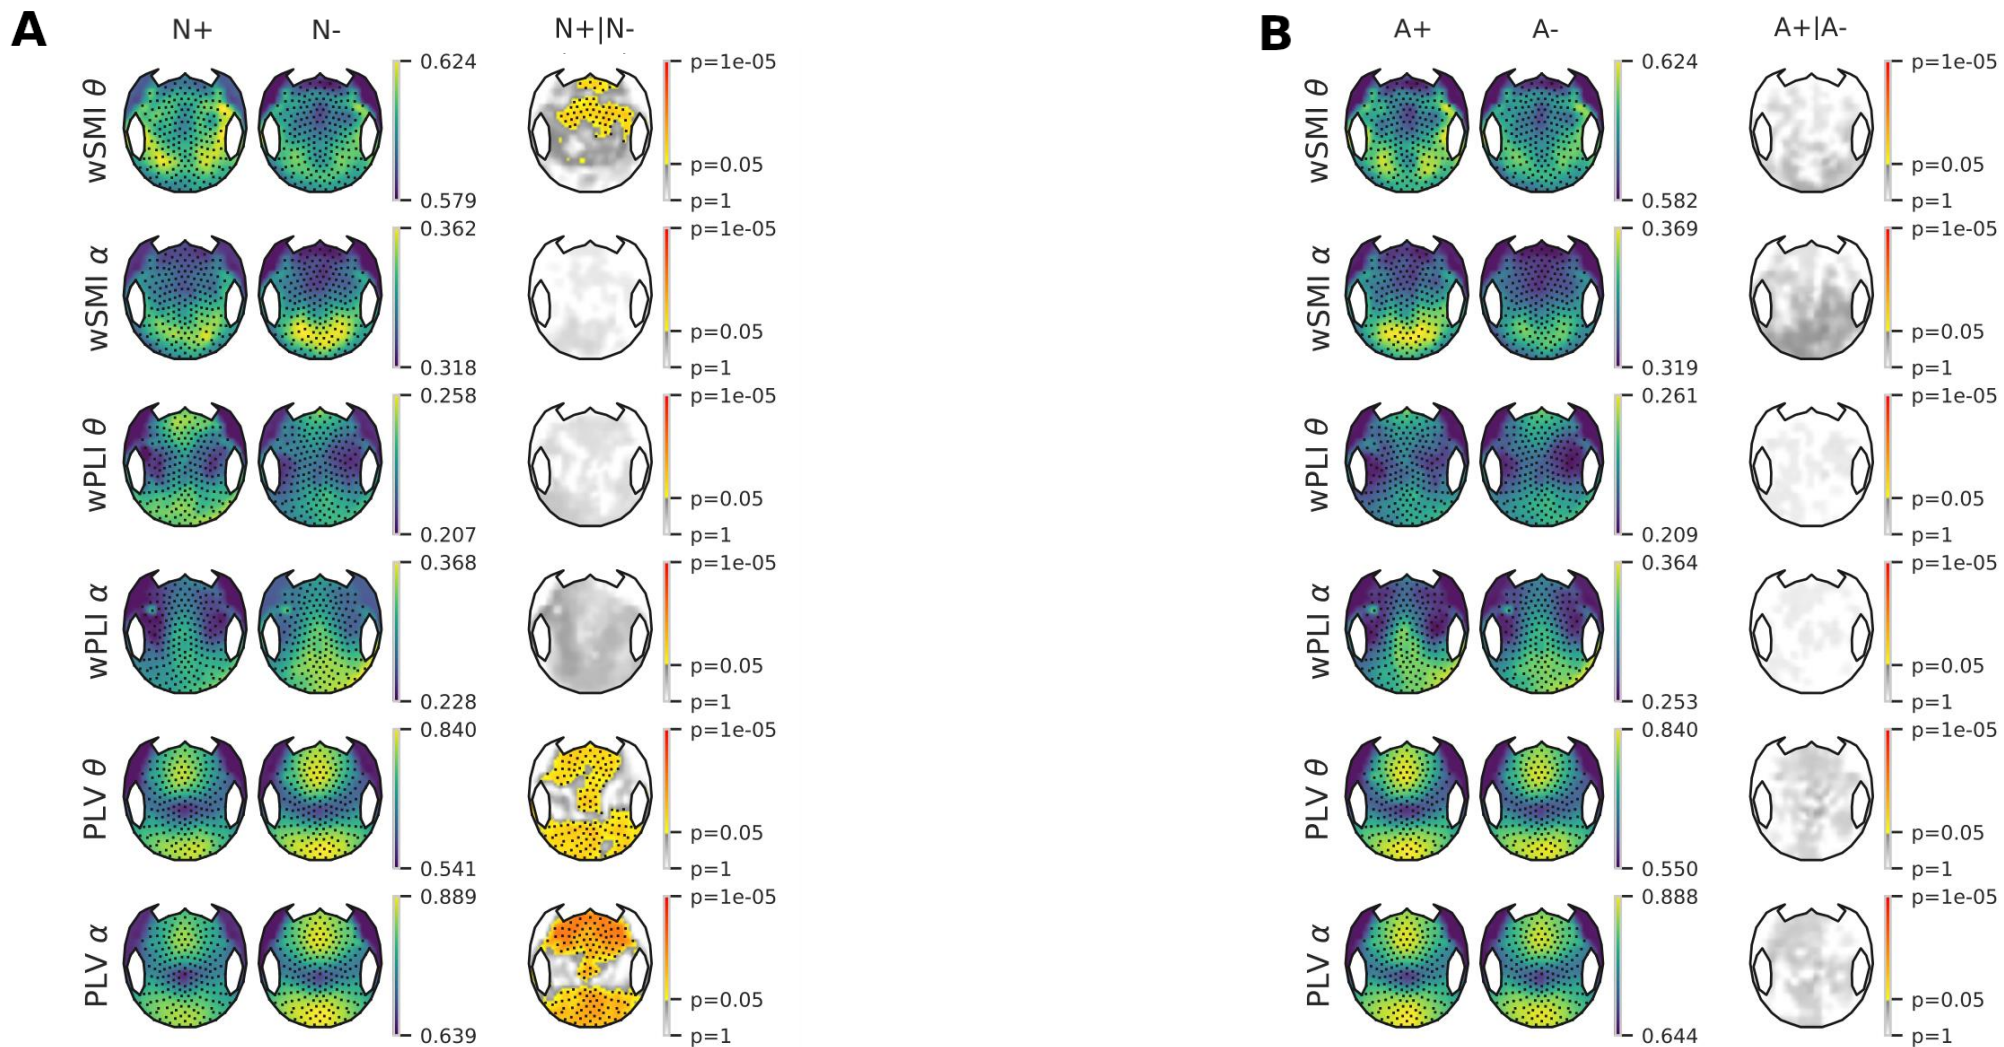 A N+ N- N+|N- B A+ A- A+|A-
wSMI θ 0.624 0.579 p=1e-05 p=0.05 p=1 wSMI θ 0.624 0.582 p=1e-05 p=0.05 p=1
wSMI α 0.362 0.318 p=1e-05 p=0.05 p=1 wSMI α 0.369 0.319 p=1e-05 p=0.05 p=1
wPLI θ 0.258 0.207 p=1e-05 p=0.05 p=1 wPLI θ 0.261 0.209 p=1e-05 p=0.05 p=1
wPLI α 0.368 0.228 p=1e-05 p=0.05 p=1 wPLI α 0.364 0.253 p=1e-05 p=0.05 p=1
PLV θ 0.840 0.541 p=1e-05 p=0.05 p=1 PLV θ 0.840 0.550 p=1e-05 p=0.05 p=1
PLV α 0.889 0.639 p=1e-05 p=0.05 p=1 PLV α 0.888 0.644 p=1e-05 p=0.05 p=1